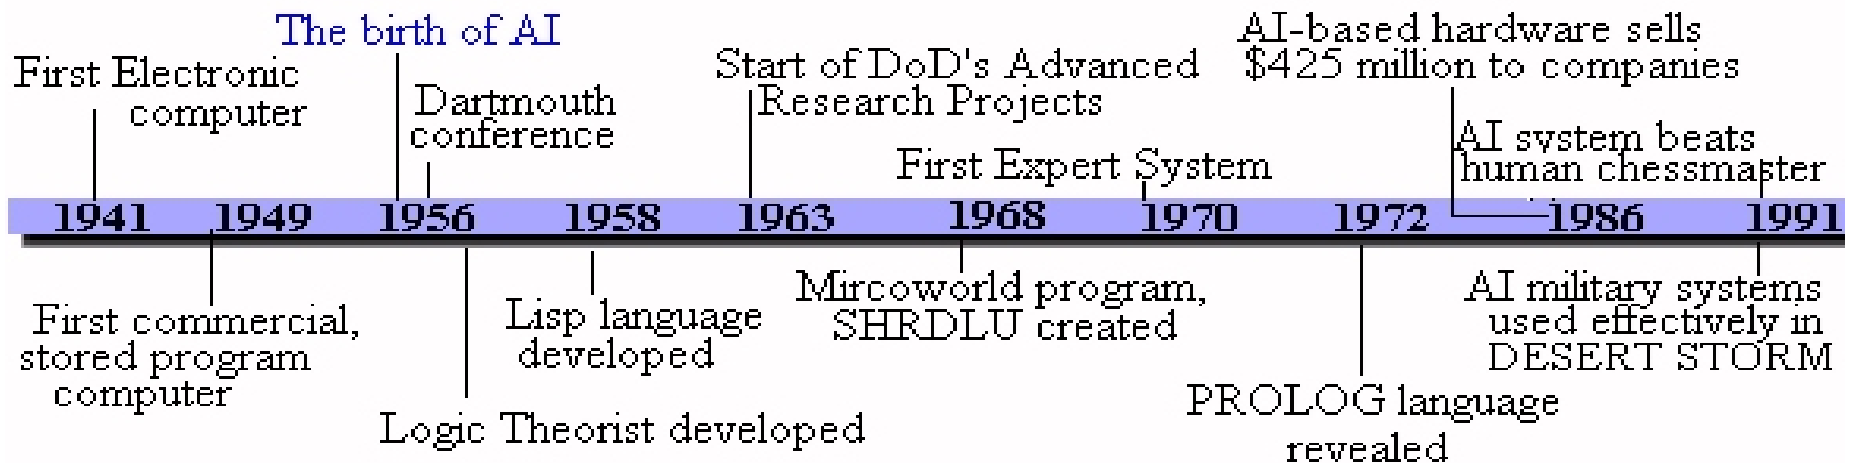 The birth of AI
First Electronic
computer
Dartmouth
conference
Start of DoD's Advanced
Research Projects
First Expert System
AI-based hardware sells
$425 million to companies
AI system beats
human chessmaster
1941 1949 1956 1958 1963 1968 1970 1972 1986 1991
First commercial,
stored program
computer
Logic Theorist developed
Lisp language
developed
Mircoworld program,
SHRDLU created
PROLOG language
revealed
AI military systems
used effectively in
DESERT STORM